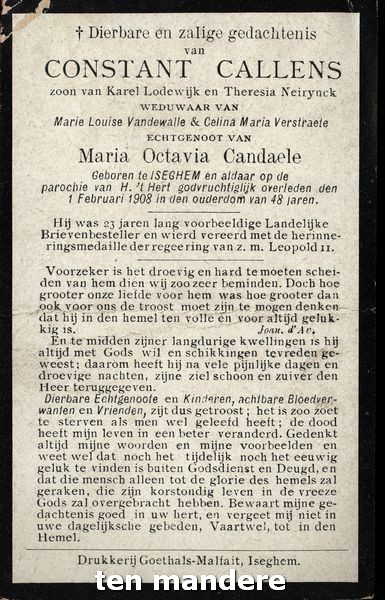 † Dierbare en zalige gedachtenis
van
CONSTANT CALLENS
zoon van Karel Lodewijk en Theresia Neirynck
WEDUWAAR VAN
Marie Louise Vandewalle & Celina Maria Verstraete
ECHTGENOOT VAN
Maria Octavia Candaele
Geboren te ISEGHEM en aldaar op de
parochie van H. 't Hert godvruchtiglijk overleden den
1 Februari 1908 in den ouderdom van 48 jaren.
Hij was 23 jaren lang voorbeeldige Landelijke
Brievenbesteller en wierd vereerd met de herinne-
ringsmedaille der regeering van z. m. Leopold II.
Voorzeker is het droevig en hard te moeten schei-
den van hem dien wij zoo zeer beminden. Doch hoe
grooter onze liefde voor hem was hoe grooter dan
ook voor ons de troost moet zijn te mogen denken
dat hij in den hemel ten volle en voor altijd geluk-
kig is. Joan. d'Av.
En te midden zijner langdurige kwellingen is hij
altijd met Gods wil en schikkingen tevreden ge-
weest; daarom heeft hij na vele pijnlijke dagen en
droevige nachten, zijne ziel schoon en zuiver den
Heer teruggegeven.
Dierbare Echtgenoote en Kinderen, achtbare Bloedver-
wanten en Vrienden, zijt dus getroost; het is zoo zoet
te sterven als men wel geleefd heeft; de dood
heeft mijn leven in een beter veranderd. Gedenkt
altijd mijne woorden en mijne voorbeelden en
weet wel dat noch het tijdelijk noch het eeuwig
geluk te vinden is buiten Godsdienst en Deugd, en
dat die mensch alleen tot de glorie des hemels zal
geraken, die zijn korstondig leven in de vreeze
Gods zal overgebracht hebben. Bewaart mijne ge-
dachtenis goed in uw hert, en vergeet mij niet in
uwe dagelijksche gebeden, Vaartwel, tot in den
Hemel.
Drukkerij Goethals-Malfait, Iseghem.
ten mandere